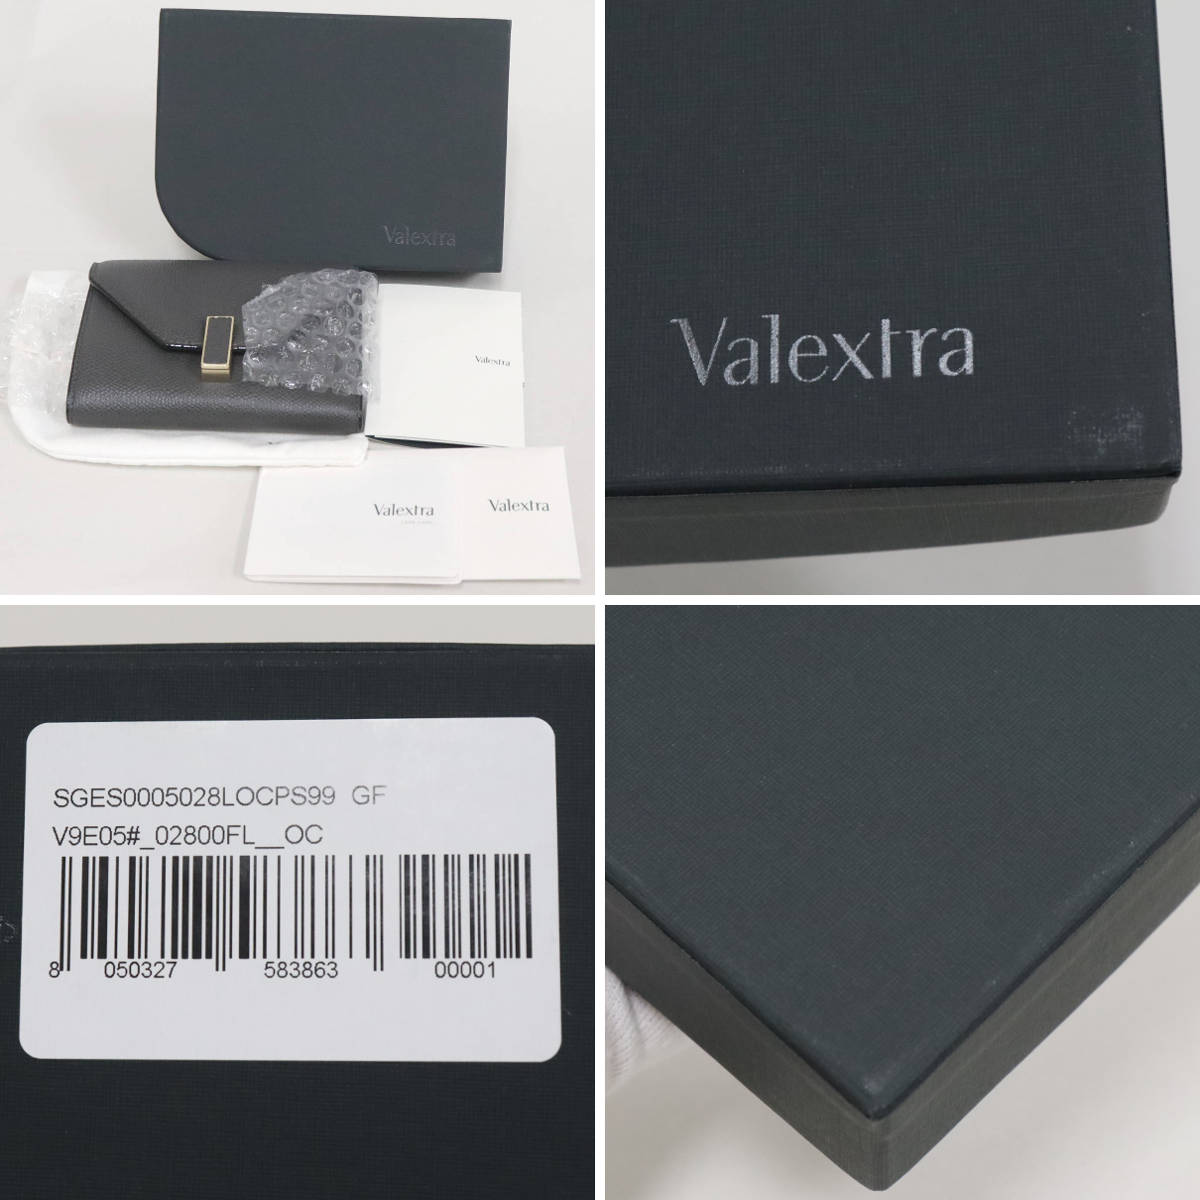 Valextra
Valextra
Valextra
Valextra
Valextra
SGES0005028LOCPS99 GF
V9E05#_02800FL__OC
8 050327 583863 00001